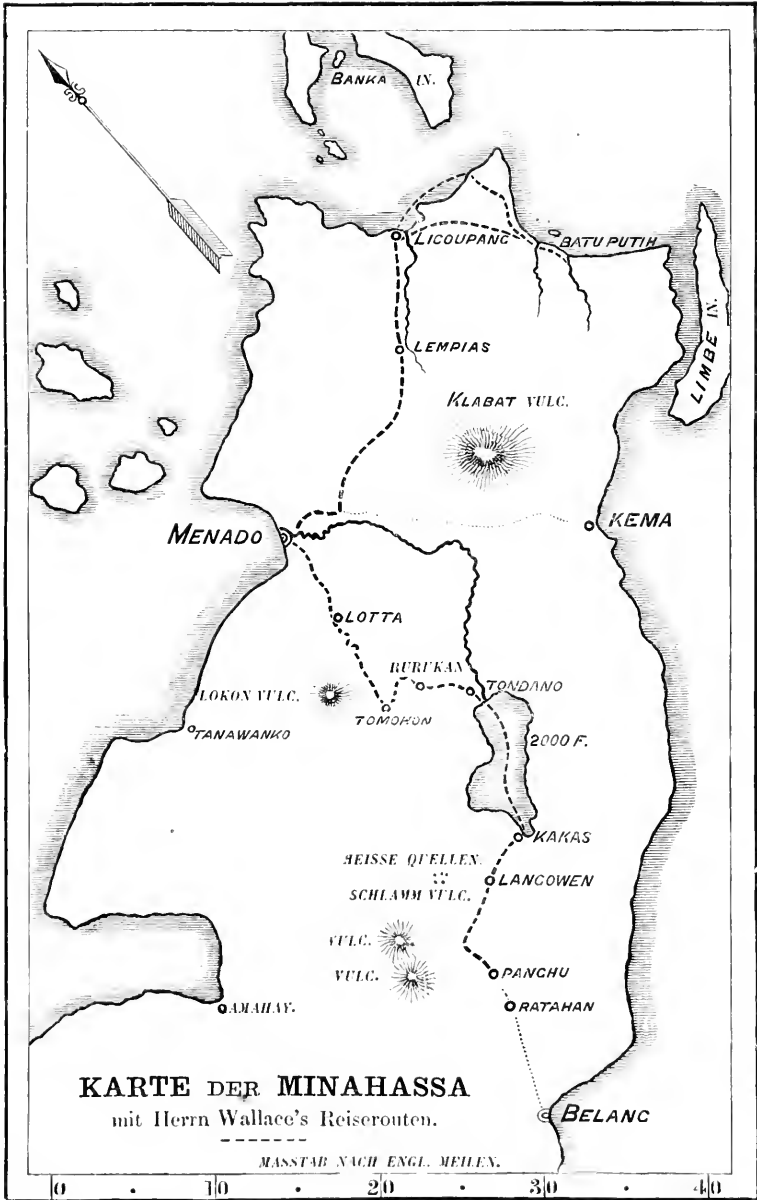 BANKA IN.
LICOUPANG
BATU PUTIH
LIMBE IN.
LEMPIAS
KLABAT VULC.
MENADO
KEMA
LOTTA
RURUKAN
TONDANO
LOKON VULC.
TOMOHON
TANAWANKO
2000 F.
KAKAS
HEISSE QUELLEN.
LANGOWEN
SCHLAMM VULC.
VULC.
VULC.
PANGHU
RATAHAN
AMAHAY.
KARTE DER MINAHASSA
mit Herrn Wallace's Reiserouten.
BELANG
MASSTAB NACH ENGL. MEILEN.
0 10 20 30 40